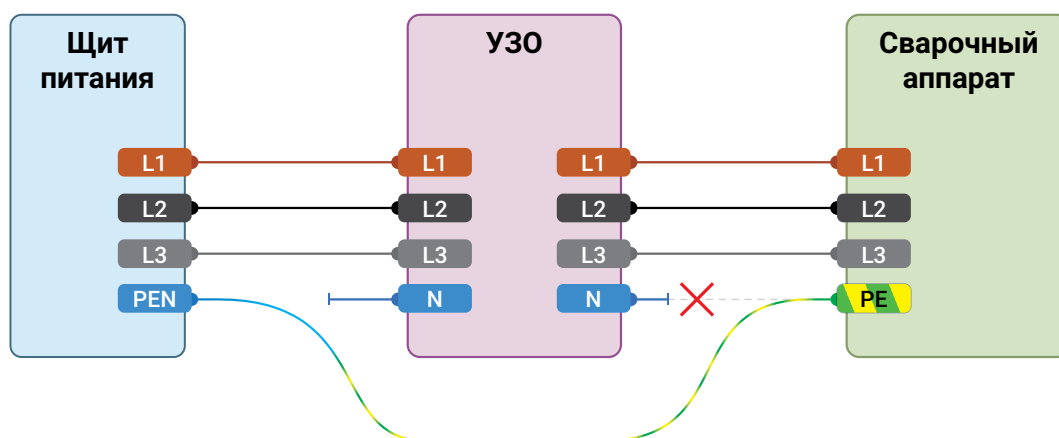 Щит
питания
УЗО
Сварочный
аппарат
L1 L1 L1 L1
L2 L2 L2 L2
L3 L3 L3 L3
PEN N N PE